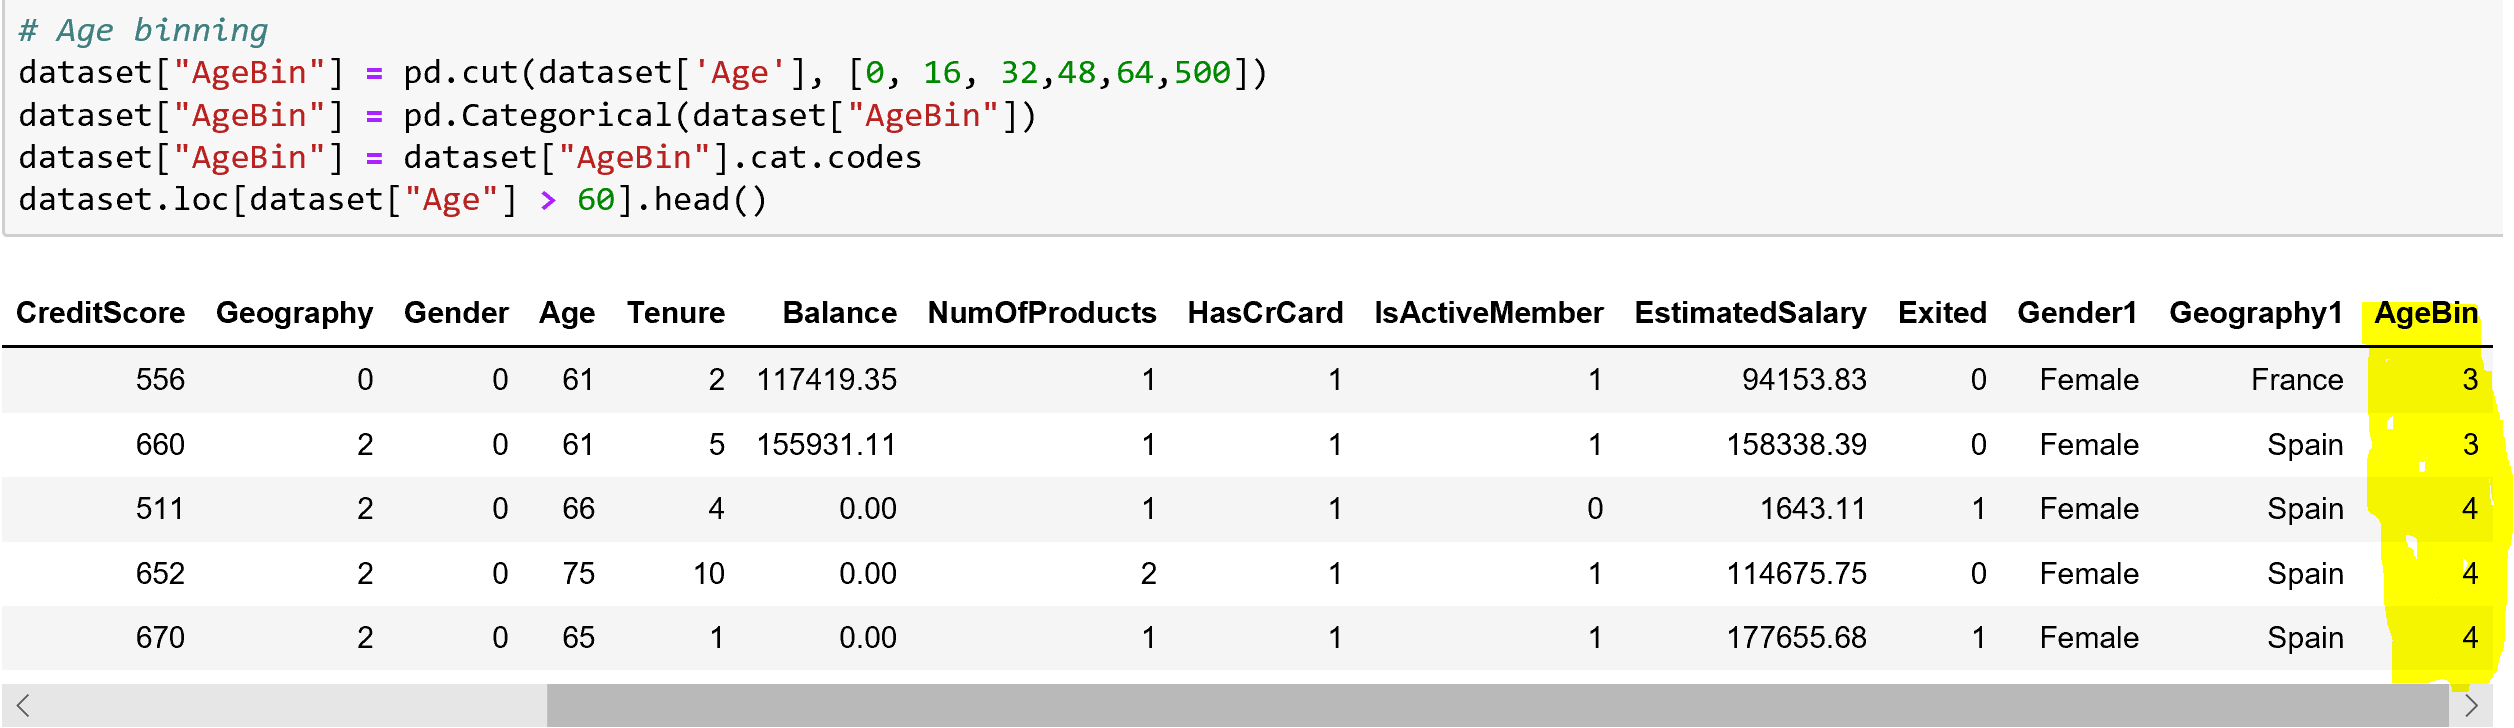 # Age binning
dataset["AgeBin"] = pd.cut(dataset['Age'], [0, 16, 32,48,64,500])
dataset["AgeBin"] = pd.Categorical(dataset["AgeBin"])
dataset["AgeBin"] = dataset["AgeBin"].cat.codes
dataset.loc[dataset["Age"] > 60].head()
CreditScore Geography Gender Age Tenure Balance NumOfProducts HasCrCard IsActiveMember EstimatedSalary Exited Gender1 Geography1 AgeBin
556 0 0 61 2 117419.35 1 1 1 94153.83 0 Female France 3
660 2 0 61 5 155931.11 1 1 1 158338.39 0 Female Spain 3
511 2 0 66 4 0.00 1 1 0 1643.11 1 Female Spain 4
652 2 0 75 10 0.00 2 1 1 114675.75 0 Female Spain 4
670 2 0 65 1 0.00 1 1 1 177655.68 1 Female Spain 4